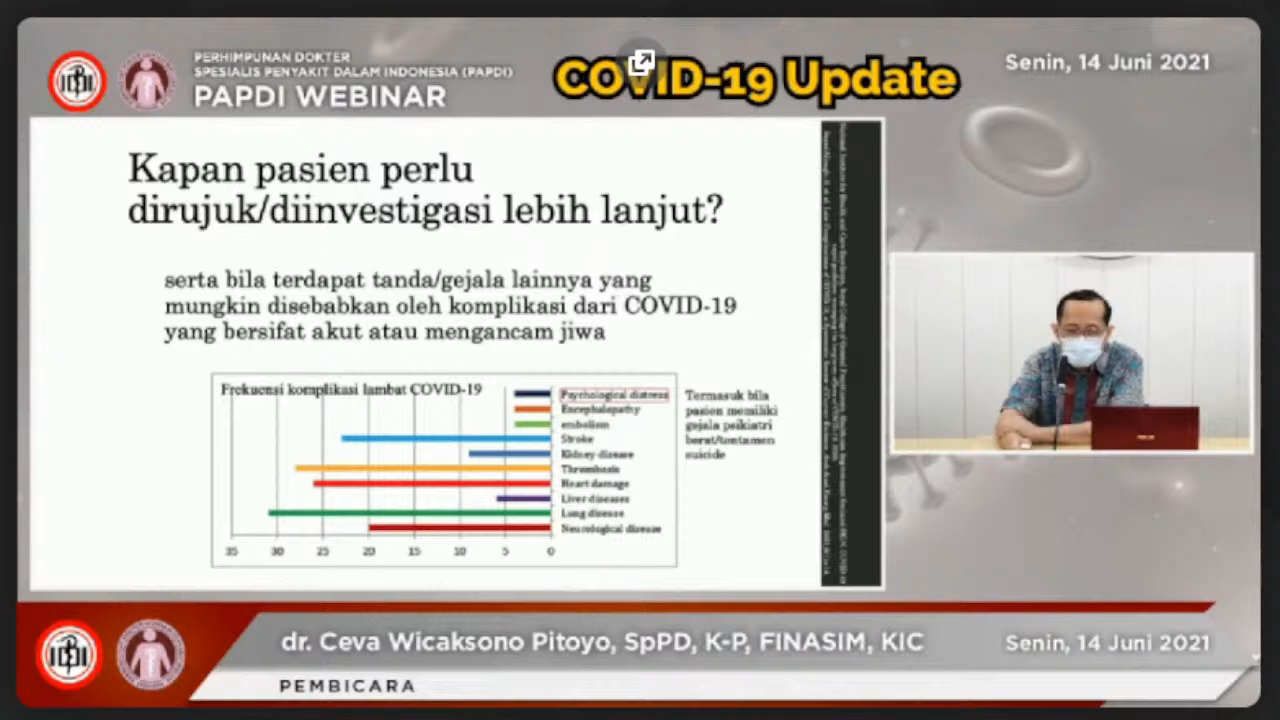 PERHIMPUNAN DOKTER
SPESIALIS PENYAKIT DALAM INDONESIA (PAPDI)
PAPDI WEBINAR
COVID-19 Update
Senin, 14 Juni 2021
Kapan pasien perlu
dirujuk/diinvestigasi lebih lanjut?
serta bila terdapat tanda/gejala lainnya yang
mungkin disebabkan oleh komplikasi dari COVID-19
yang bersifat akut atau mengancam jiwa
Frekuensi komplikasi lambat COVID-19
Psychological distress
Encephalopathy
embolism
Stroke
Kidney disease
Thrombosis
Heart damage
Liver diseases
Lung disease
Neurological disease
35 30 25 20 15 10 5 0
Termasuk bila
pasien memiliki
gejala psikiatri
berat/tentamen
suicide
dr. Ceva Wicaksono Pitoyo, SpPD, K-P, FINASIM, KIC
Senin, 14 Juni 2021
PEMBICARA